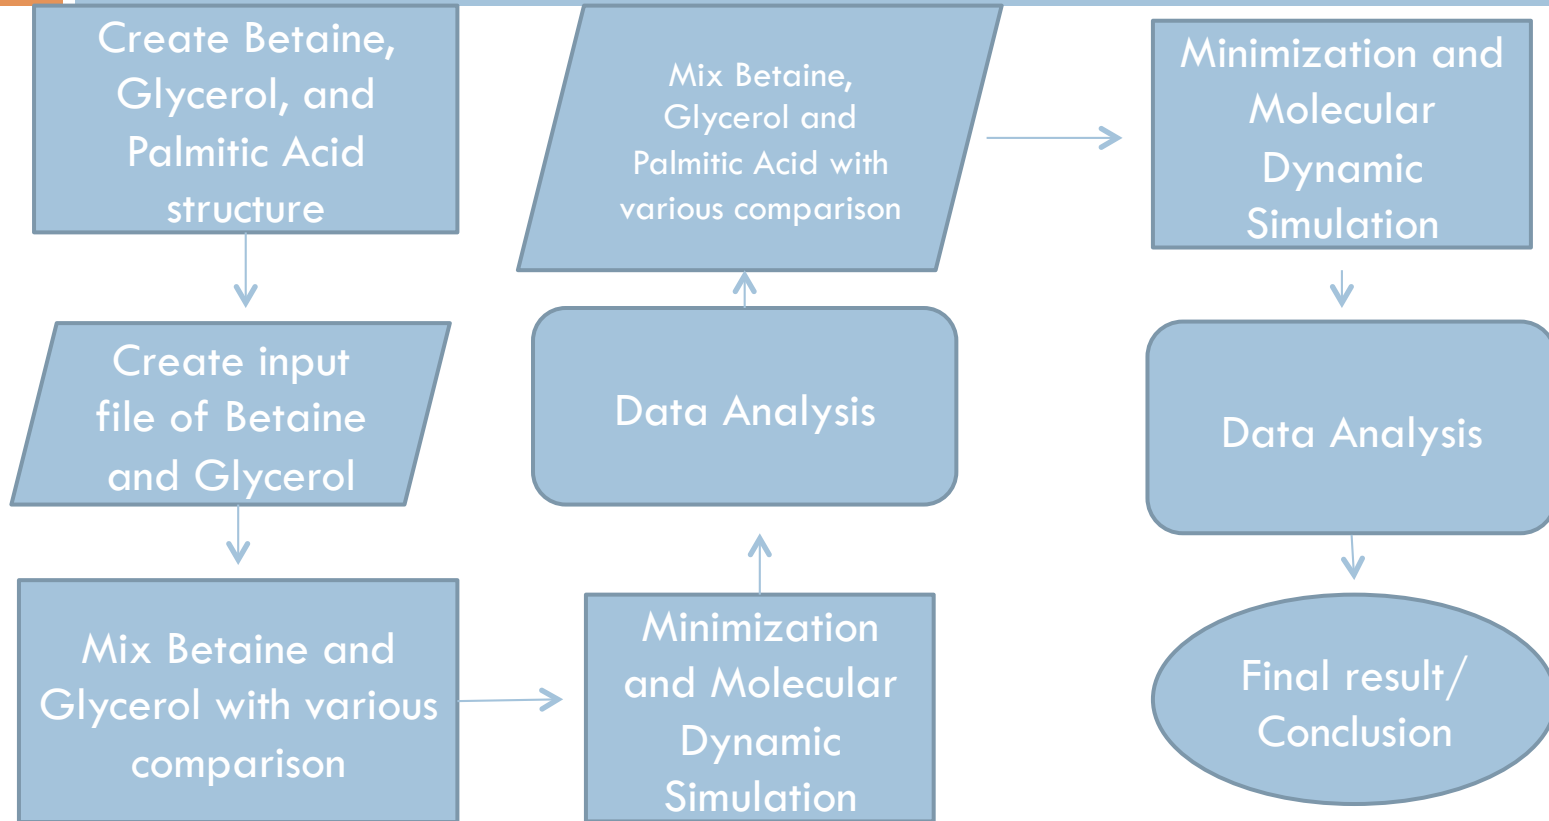 Create Betaine,
Glycerol, and
Palmitic Acid
structure
Create input
file of Betaine
and Glycerol
Mix Betaine and
Glycerol with various
comparison
Minimization
and Molecular
Dynamic
Simulation
Data Analysis
Mix Betaine,
Glycerol and
Palmitic Acid with
various comparison
Minimization and
Molecular
Dynamic
Simulation
Data Analysis
Final result/
Conclusion